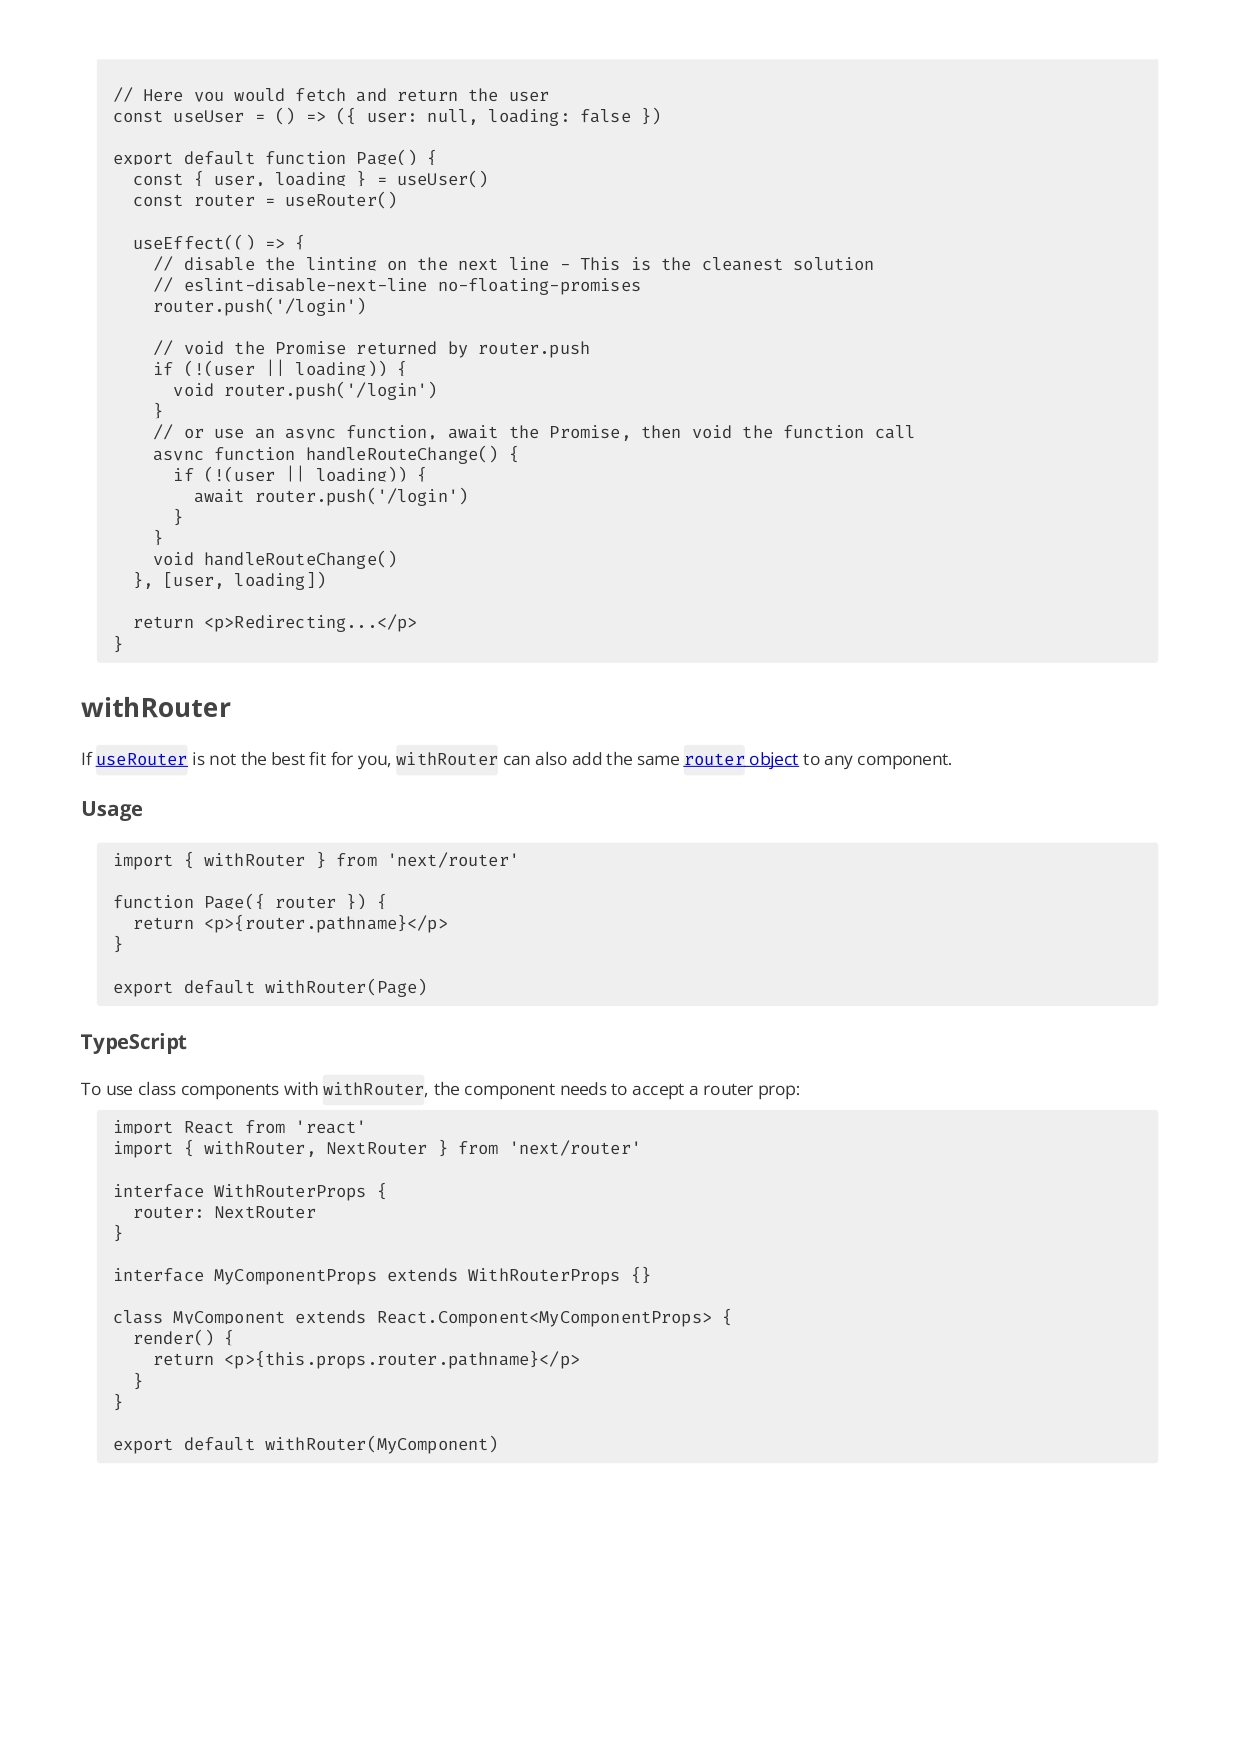 // Here you would fetch and return the user
const useUser = () => ({ user: null, loading: false })

export default function Page() {
  const { user, loading } = useUser()
  const router = useRouter()

  useEffect(() => {
    // disable the linting on the next line - This is the cleanest solution
    // eslint-disable-next-line no-floating-promises
    router.push('/login')

    // void the Promise returned by router.push
    if (!(user || loading)) {
      void router.push('/login')
    }
    // or use an async function, await the Promise, then void the function call
    async function handleRouteChange() {
      if (!(user || loading)) {
        await router.push('/login')
      }
    }
    void handleRouteChange()
  }, [user, loading])

  return <p>Redirecting...</p>
}

withRouter
If useRouter is not the best fit for you, withRouter can also add the same router object to any component.
Usage
import { withRouter } from 'next/router'

function Page({ router }) {
  return <p>{router.pathname}</p>
}

export default withRouter(Page)
TypeScript
To use class components with withRouter, the component needs to accept a router prop:
import React from 'react'
import { withRouter, NextRouter } from 'next/router'

interface WithRouterProps {
  router: NextRouter
}

interface MyComponentProps extends WithRouterProps {}

class MyComponent extends React.Component<MyComponentProps> {
  render() {
    return <p>{this.props.router.pathname}</p>
  }
}

export default withRouter(MyComponent)